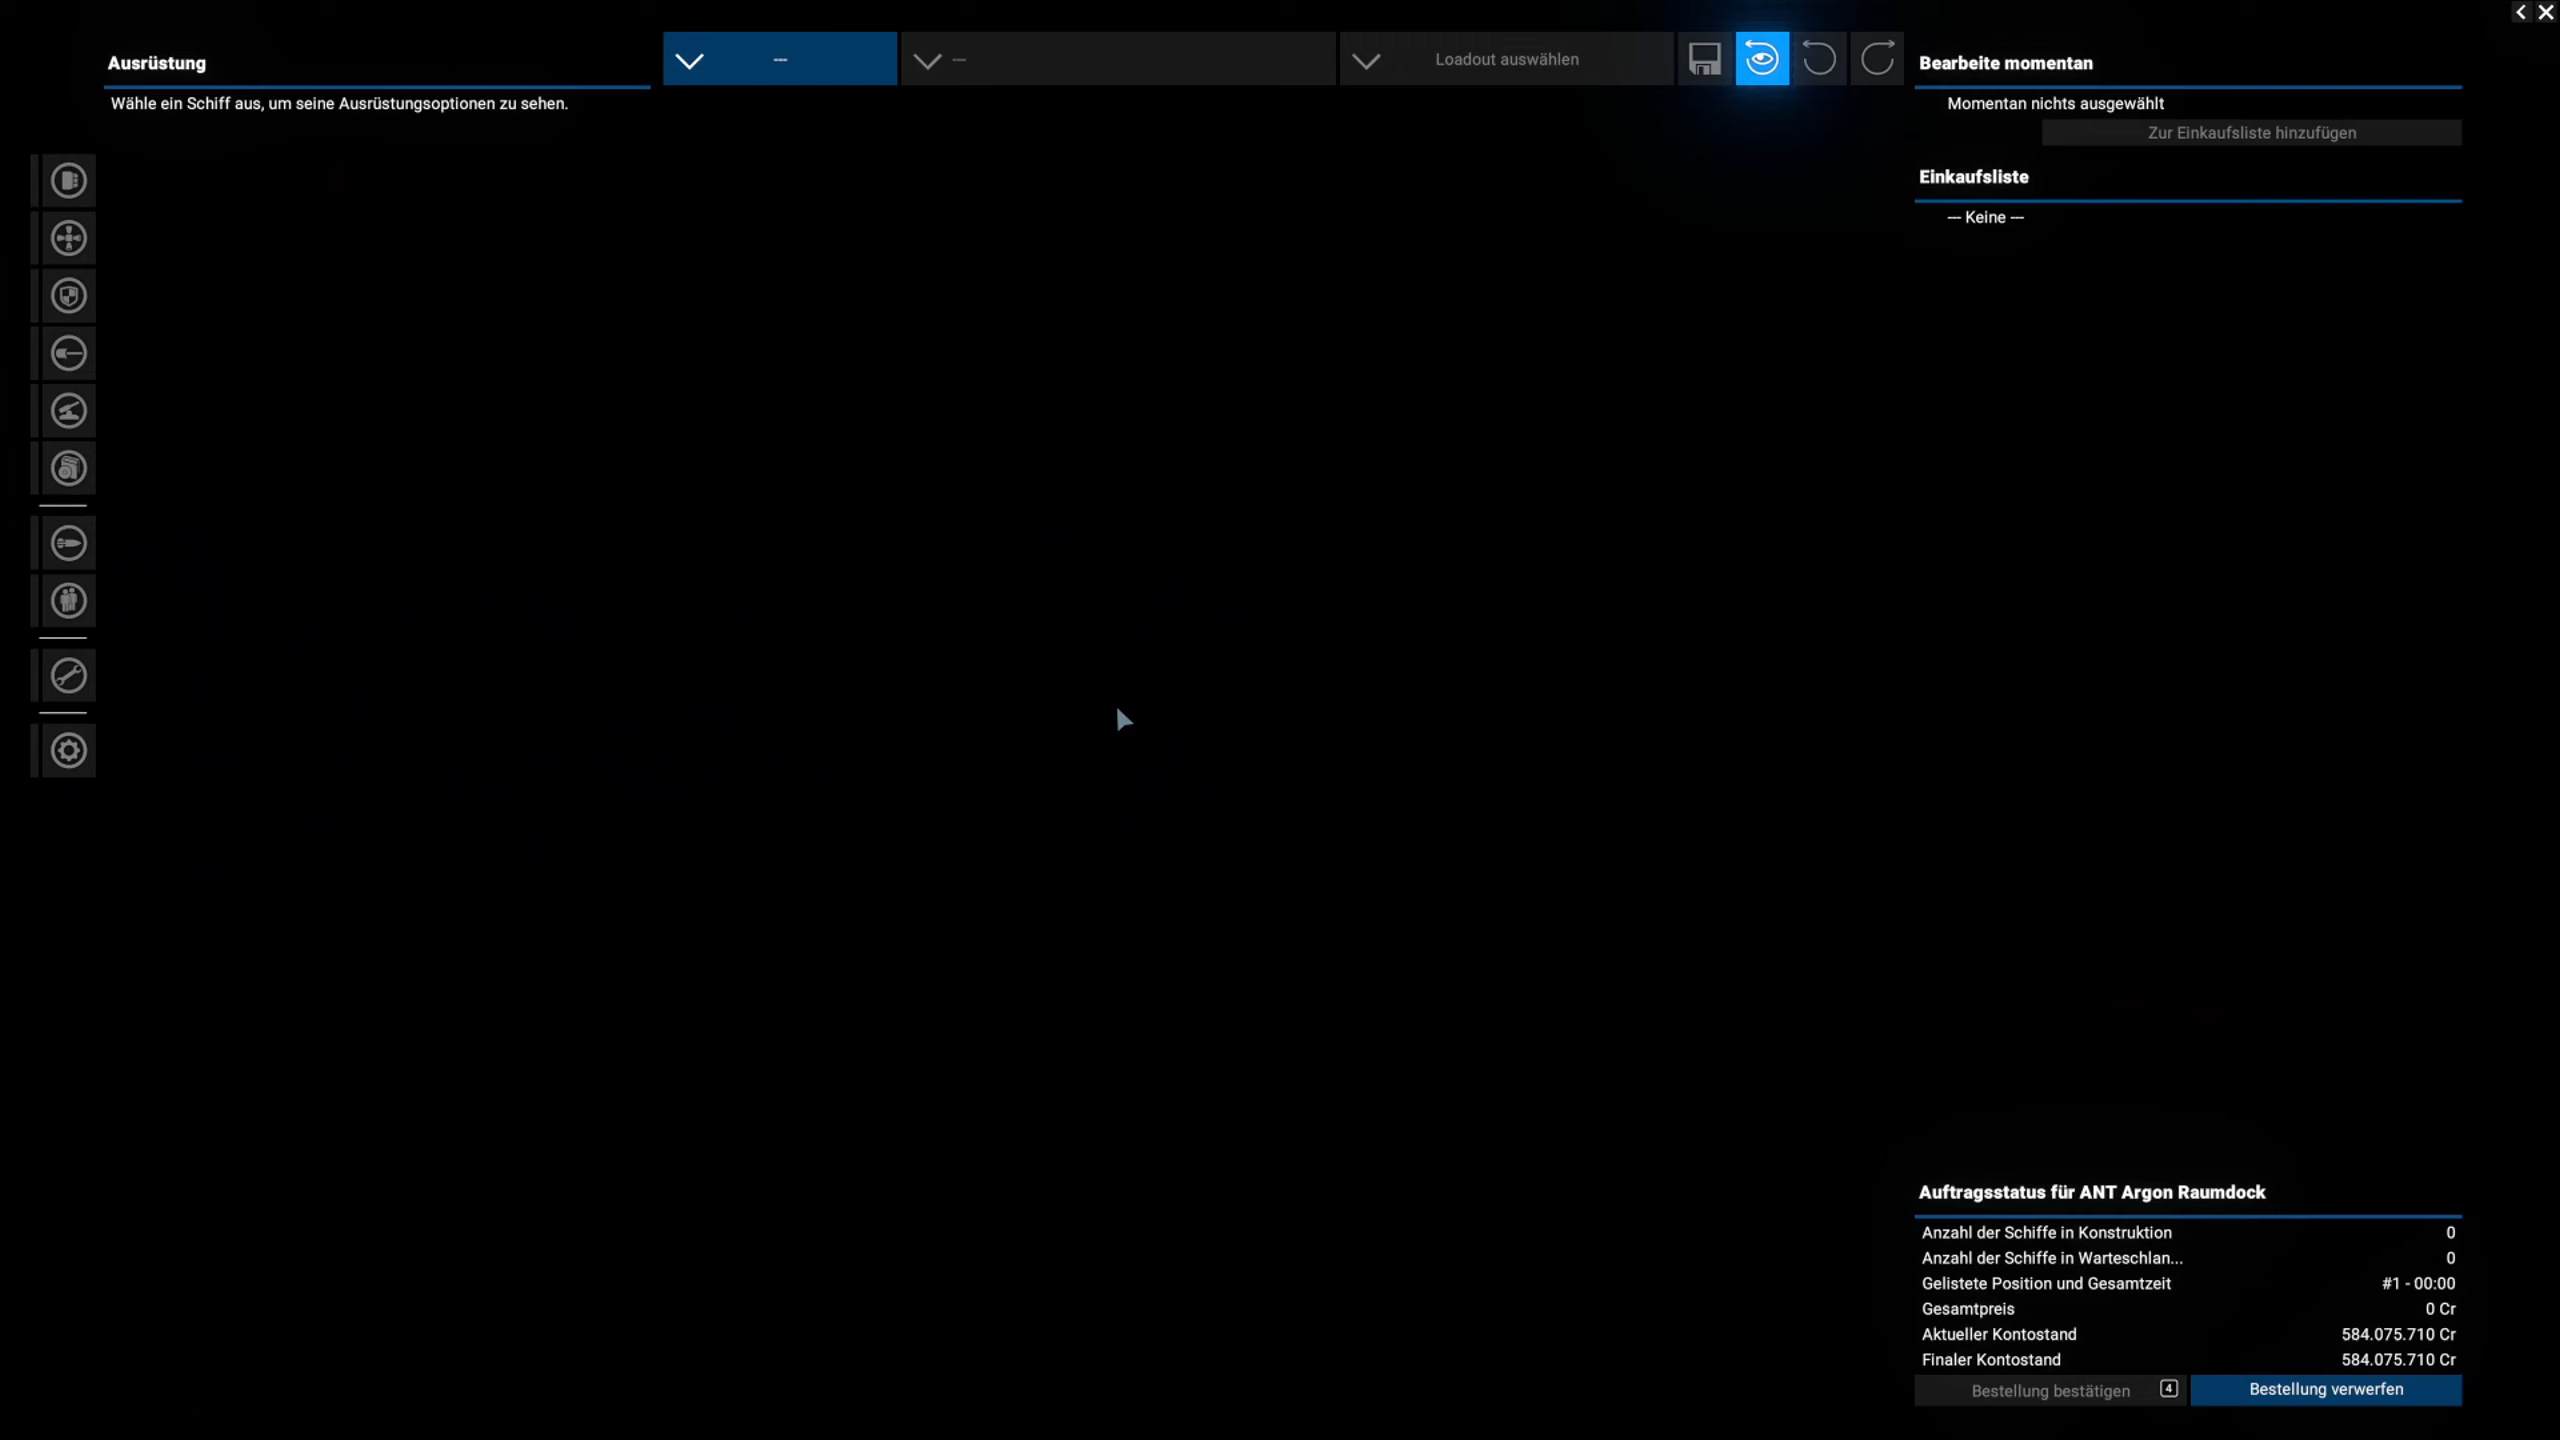 Ausrüstung
Wähle ein Schiff aus, um seine Ausrüstungsoptionen zu sehen.
---
---
Loadout auswählen
Bearbeite momentan
Momentan nichts ausgewählt
Zur Einkaufsliste hinzufügen
Einkaufsliste
--- Keine ---
Auftragsstatus für ANT Argon Raumdock
Anzahl der Schiffe in Konstruktion 0
Anzahl der Schiffe in Warteschlan... 0
Gelistete Position und Gesamtzeit #1 - 00:00
Gesamtpreis 0 Cr
Aktueller Kontostand 584.075.710 Cr
Finaler Kontostand 584.075.710 Cr
Bestellung bestätigen 4
Bestellung verwerfen